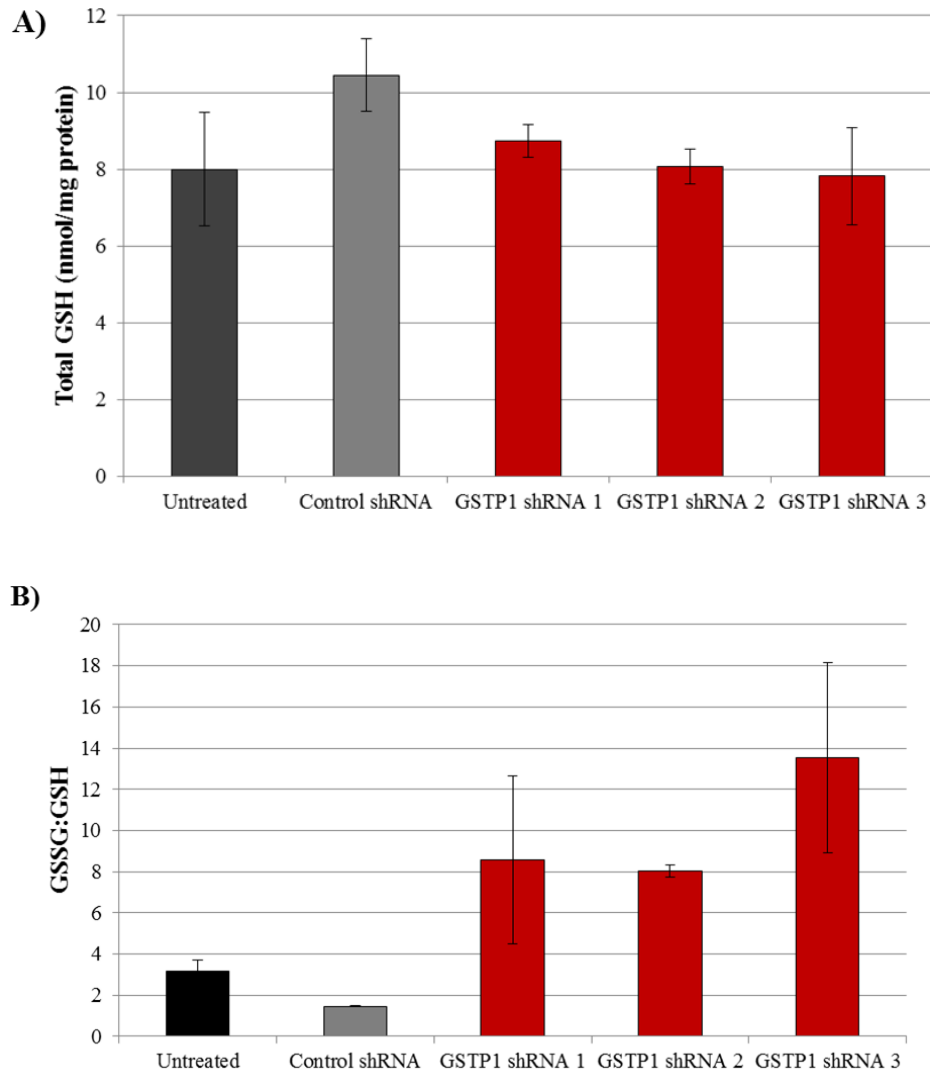 A)
Total GSH (nmol/mg protein)
12
10
8
6
4
2
0
Untreated
Control shRNA
GSTP1 shRNA 1
GSTP1 shRNA 2
GSTP1 shRNA 3
B)
GSSG:GSH
20
18
16
14
12
10
8
6
4
2
0
Untreated
Control shRNA
GSTP1 shRNA 1
GSTP1 shRNA 2
GSTP1 shRNA 3